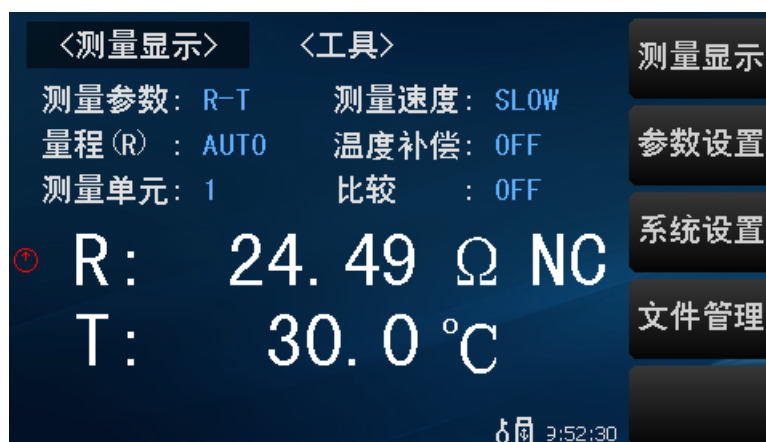 <测量显示> <工具>
测量参数: R-T 测量速度: SLOW
量程(R) : AUTO 温度补偿: OFF
测量单元: 1 比较 : OFF
R: 24.49 Ω NC
T: 30.0 ℃
9:52:30
测量显示
参数设置
系统设置
文件管理